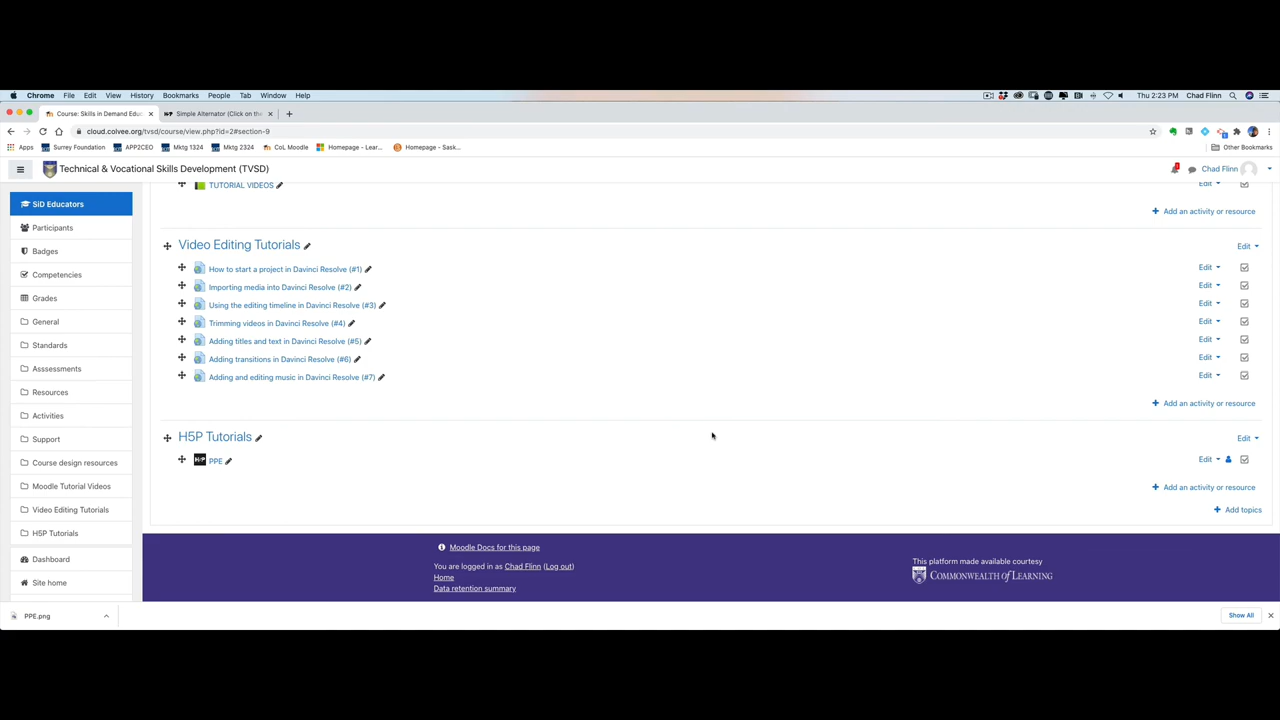 Chrome File Edit View History Bookmarks People Tab Window Help
Thu 2:23 PM Chad Flinn
Course: Skills in Demand Educ
Simple Alternator (Click on the
cloud.colvee.org/tvsd/course/view.php?id=2#section-9
Apps Surrey Foundation APP2CEO Mktg 1324 Mktg 2324 CoL Moodle Homepage - Lear... Homepage - Sask... Other Bookmarks
Technical & Vocational Skills Development (TVSD)
Chad Flinn
SiD Educators
Participants
Badges
Competencies
Grades
General
Standards
Asssessments
Resources
Activities
Support
Course design resources
Moodle Tutorial Videos
Video Editing Tutorials
H5P Tutorials
Dashboard
Site home
TUTORIAL VIDEOS Edit
+ Add an activity or resource
Video Editing Tutorials Edit
How to start a project in Davinci Resolve (#1) Edit
Importing media into Davinci Resolve (#2) Edit
Using the editing timeline in Davinci Resolve (#3) Edit
Trimming videos in Davinci Resolve (#4) Edit
Adding titles and text in Davinci Resolve (#5) Edit
Adding transitions in Davinci Resolve (#6) Edit
Adding and editing music in Davinci Resolve (#7) Edit
+ Add an activity or resource
H5P Tutorials Edit
H5P PPE Edit
+ Add an activity or resource
+ Add topics
Moodle Docs for this page
You are logged in as Chad Flinn (Log out)
Home
Data retention summary
This platform made available courtesy
COMMONWEALTH OF LEARNING
PPE.png
Show All